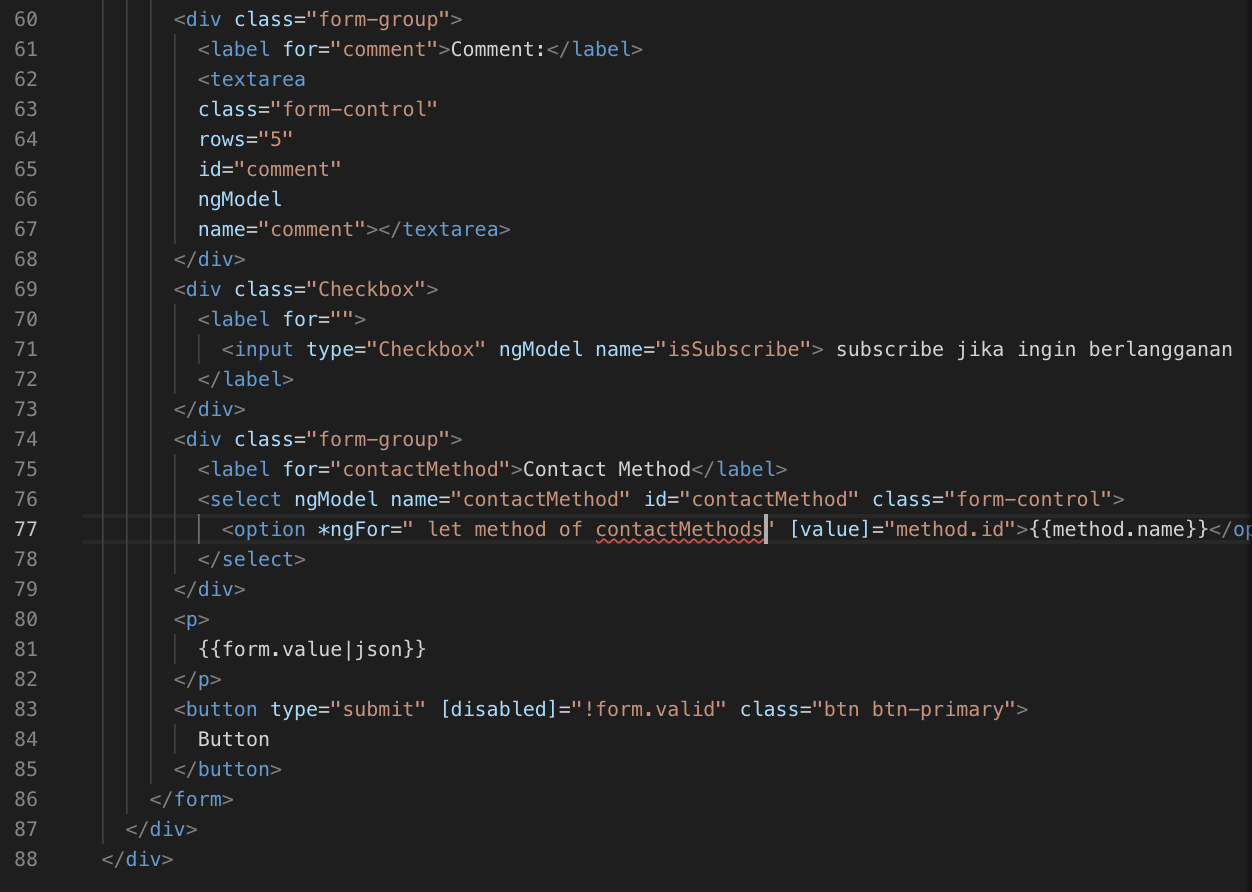 60 <div class="form-group">
61 <label for="comment">Comment:</label>
62 <textarea
63 class="form-control"
64 rows="5"
65 id="comment"
66 ngModel
67 name="comment"></textarea>
68 </div>
69 <div class="Checkbox">
70 <label for="">
71 <input type="Checkbox" ngModel name="isSubscribe"> subscribe jika ingin berlangganan
72 </label>
73 </div>
74 <div class="form-group">
75 <label for="contactMethod">Contact Method</label>
76 <select ngModel name="contactMethod" id="contactMethod" class="form-control">
77 <option *ngFor=" let method of contactMethods" [value]="method.id">{{method.name}}</op
78 </select>
79 </div>
80 <p>
81 {{form.value|json}}
82 </p>
83 <button type="submit" [disabled]="!form.valid" class="btn btn-primary">
84 Button
85 </button>
86 </form>
87 </div>
88 </div>